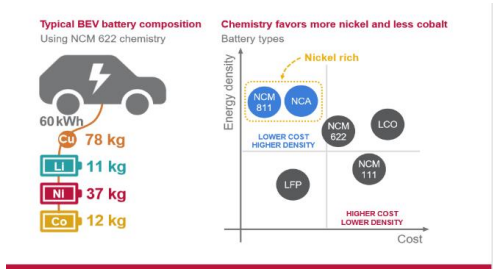 Typical BEV battery composition
Using NCM 622 chemistry
60 kWh
Cu 78 kg
Li 11 kg
NI 37 kg
Co 12 kg
Chemistry favors more nickel and less cobalt
Battery types
Nickel rich
Energy density
NCM
811
NCA
LOWER COST
HIGHER DENSITY
NCM
622
LCO
NCM
111
LFP
HIGHER COST
LOWER DENSITY
Cost